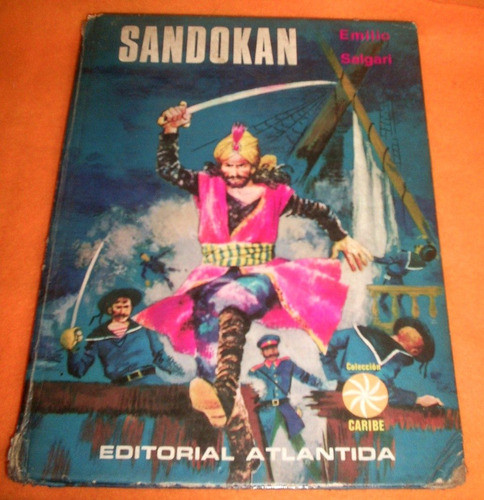 SANDOKAN
Emilio
Salgari
Colección
CARIBE
EDITORIAL ATLANTIDA